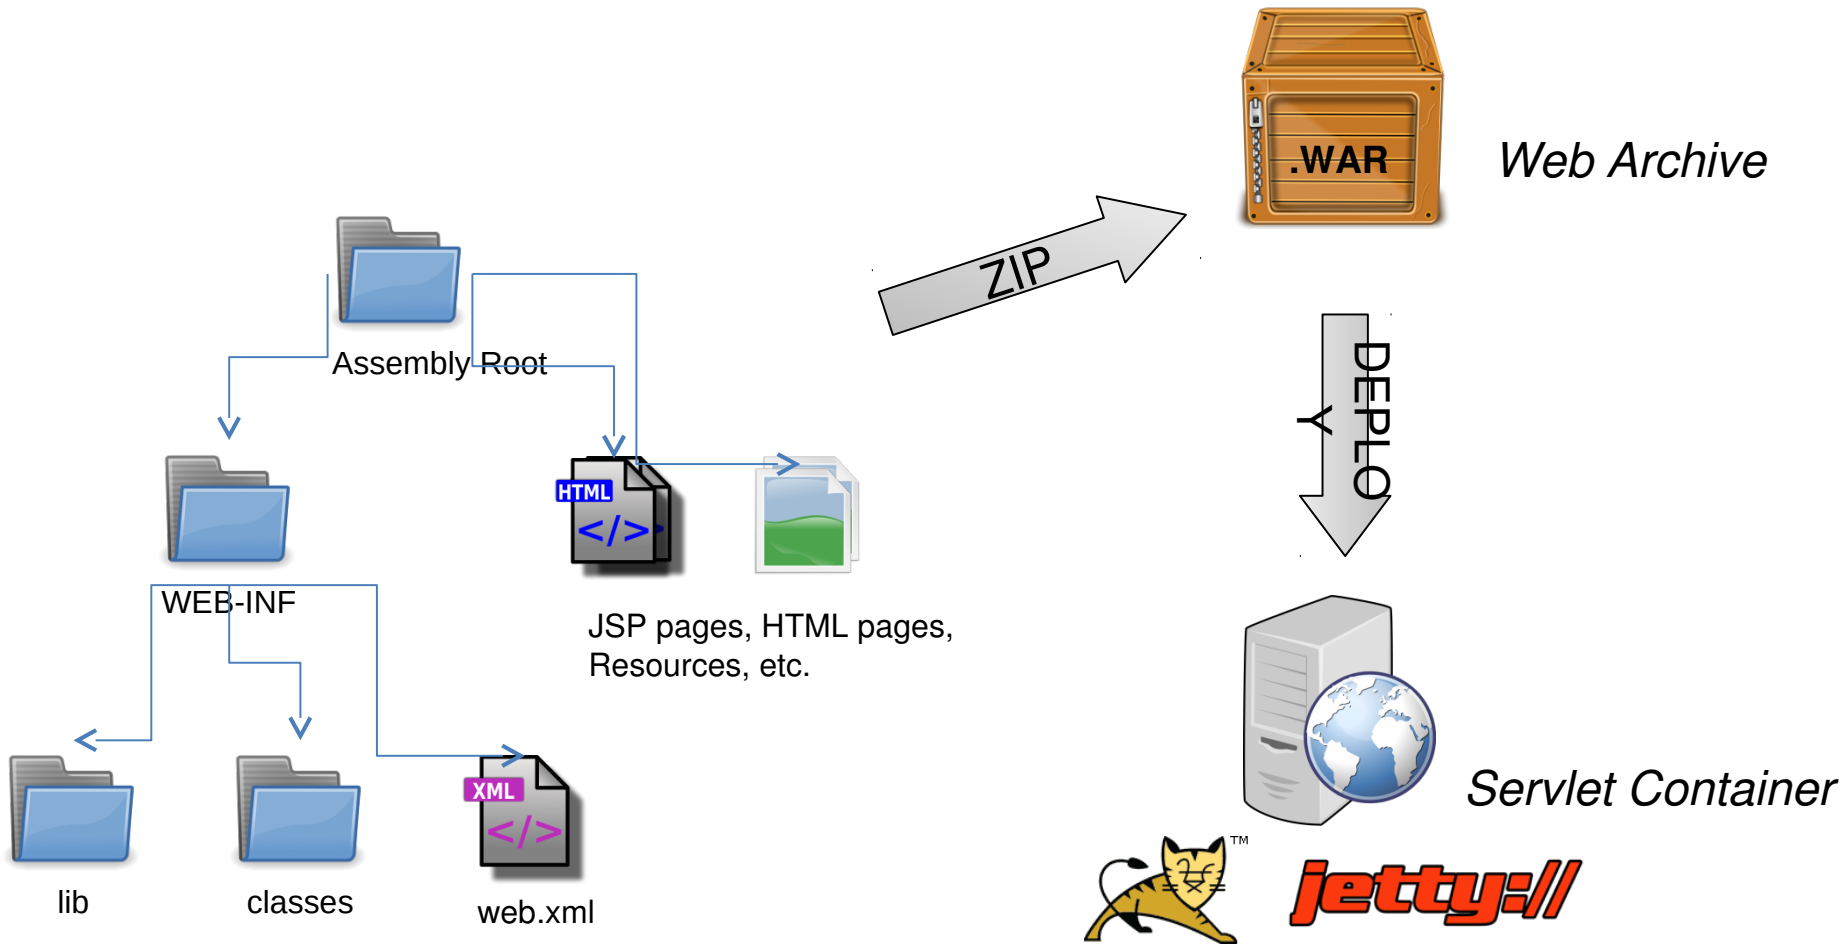 .WAR
Web Archive
ZIP
Assembly Root
DEPLO
Y
HTML
</>
WEB-INF
JSP pages, HTML pages,
Resources, etc.
XML
</>
Servlet Container
TM
jetty://
lib
classes
web.xml